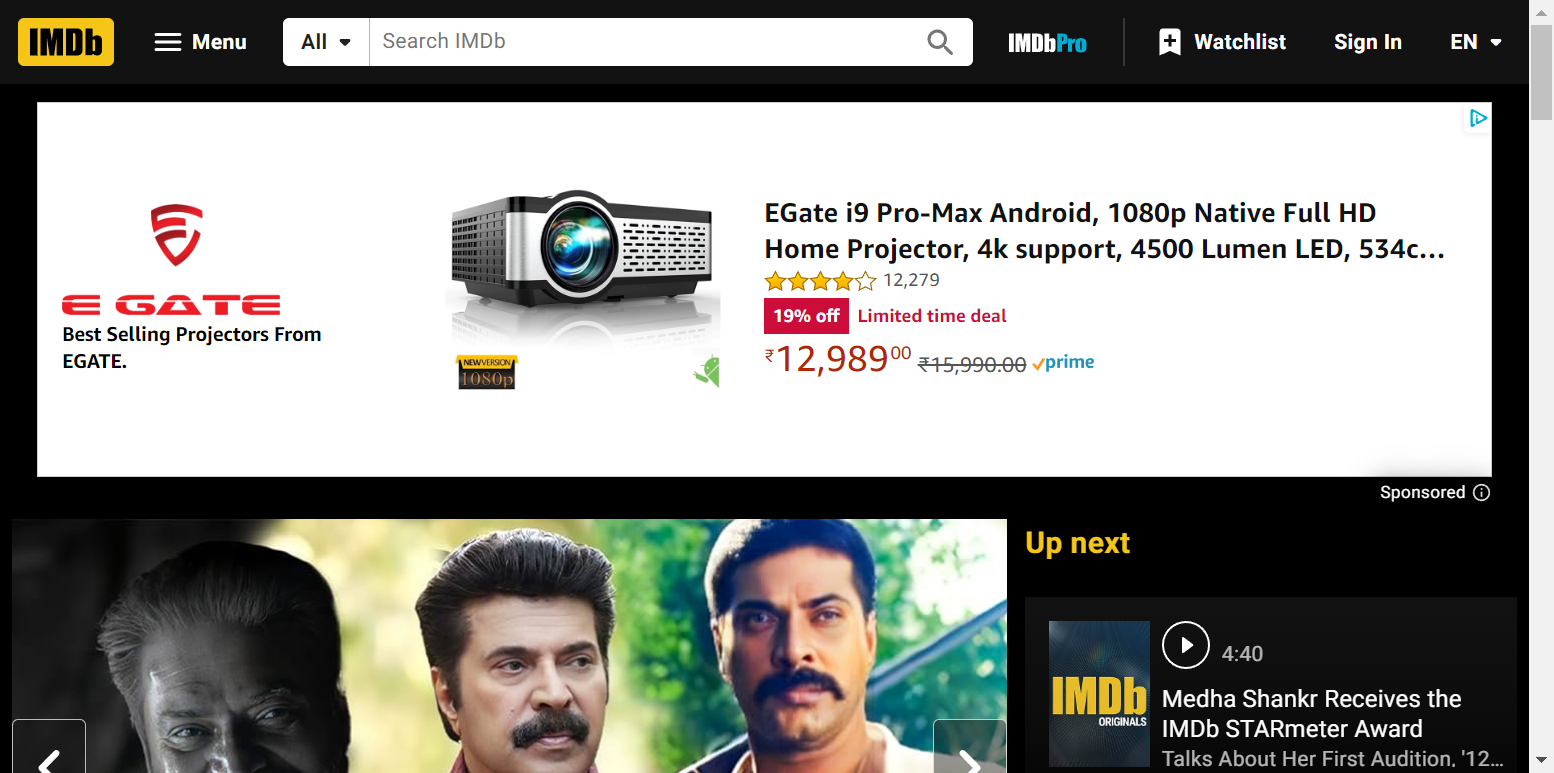 IMDb Menu All Search IMDb IMDbPro Watchlist Sign In EN
E GATE
Best Selling Projectors From
EGATE.
NEW VERSION
1080p
EGate i9 Pro-Max Android, 1080p Native Full HD
Home Projector, 4k support, 4500 Lumen LED, 534c...
12,279
19% off Limited time deal
₹12,98900 ₹15,990.00 prime
Sponsored
Up next
IMDb
ORIGINALS
4:40
Medha Shankr Receives the
IMDb STARmeter Award
Talks About Her First Audition, '12...